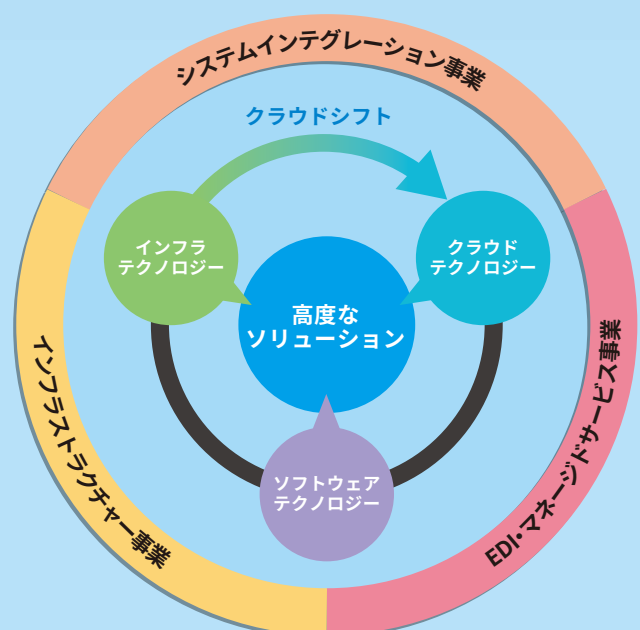 システムインテグレーション事業
クラウドシフト
インフラ
テクノロジー
クラウド
テクノロジー
高度な
ソリューション
ソフトウェア
テクノロジー
インフラストラクチャー事業
EDI・マネージドサービス事業